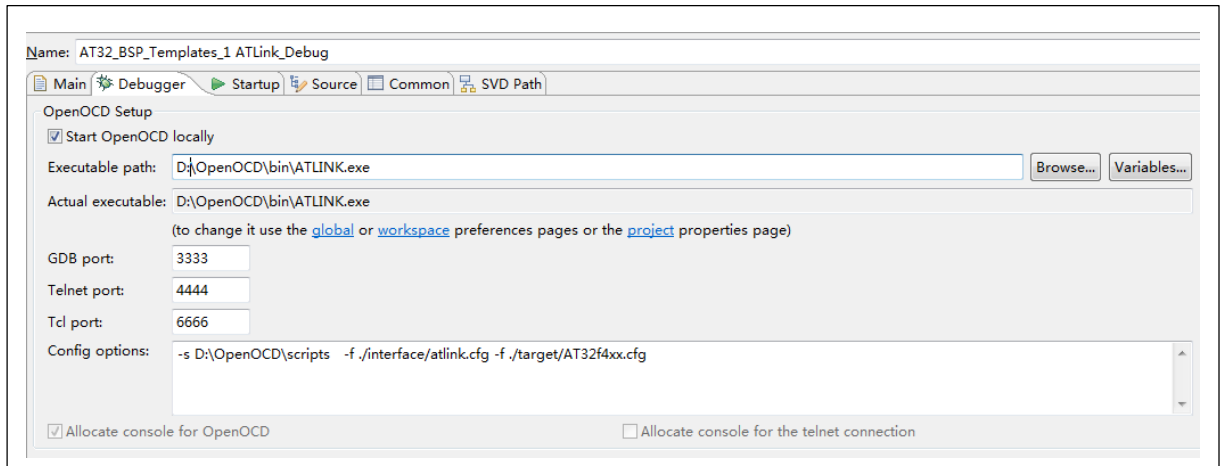 Name: AT32_BSP_Templates_1 ATLink_Debug
Main Debugger Startup Source Common SVD Path
OpenOCD Setup
Start OpenOCD locally
Executable path: D:\OpenOCD\bin\ATLINK.exe Browse... Variables...
Actual executable: D:\OpenOCD\bin\ATLINK.exe
(to change it use the global or workspace preferences pages or the project properties page)
GDB port: 3333
Telnet port: 4444
Tcl port: 6666
Config options: -s D:\OpenOCD\scripts -f ./interface/atlink.cfg -f ./target/AT32f4xx.cfg
Allocate console for OpenOCD Allocate console for the telnet connection